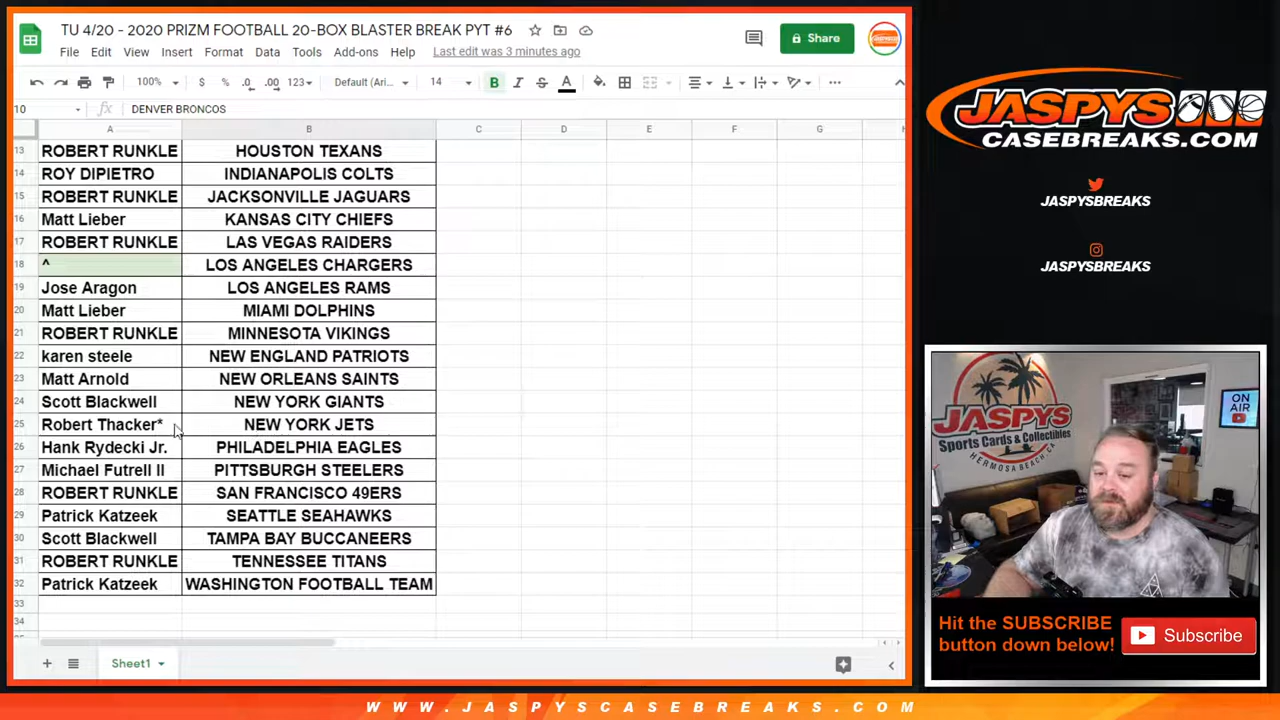 TU 4/20 - 2020 PRIZM FOOTBALL 20-BOX BLASTER BREAK PYT #6
File Edit View Insert Format Data Tools Add-ons Help Last edit was 3 minutes ago
Share
100% $ % .0 .00 123 Default (Ari... 14 B I S A
10 fx DENVER BRONCOS
A B C D E F G
13 ROBERT RUNKLE HOUSTON TEXANS
14 ROY DIPIETRO INDIANAPOLIS COLTS
15 ROBERT RUNKLE JACKSONVILLE JAGUARS
16 Matt Lieber KANSAS CITY CHIEFS
17 ROBERT RUNKLE LAS VEGAS RAIDERS
18 ^ LOS ANGELES CHARGERS
19 Jose Aragon LOS ANGELES RAMS
20 Matt Lieber MIAMI DOLPHINS
21 ROBERT RUNKLE MINNESOTA VIKINGS
22 karen steele NEW ENGLAND PATRIOTS
23 Matt Arnold NEW ORLEANS SAINTS
24 Scott Blackwell NEW YORK GIANTS
25 Robert Thacker* NEW YORK JETS
26 Hank Rydecki Jr. PHILADELPHIA EAGLES
27 Michael Futrell II PITTSBURGH STEELERS
28 ROBERT RUNKLE SAN FRANCISCO 49ERS
29 Patrick Katzeek SEATTLE SEAHAWKS
30 Scott Blackwell TAMPA BAY BUCCANEERS
31 ROBERT RUNKLE TENNESSEE TITANS
32 Patrick Katzeek WASHINGTON FOOTBALL TEAM
33
34
Sheet1
JASPYS
CASEBREAKS.COM
JASPYSBREAKS
JASPYSBREAKS
JASPYS
Sports Cards & Collectibles
HERMOSA BEACH, CA
ON AIR
Hit the SUBSCRIBE
button down below!
Subscribe
WWW.JASPYSCASEBREAKS.COM